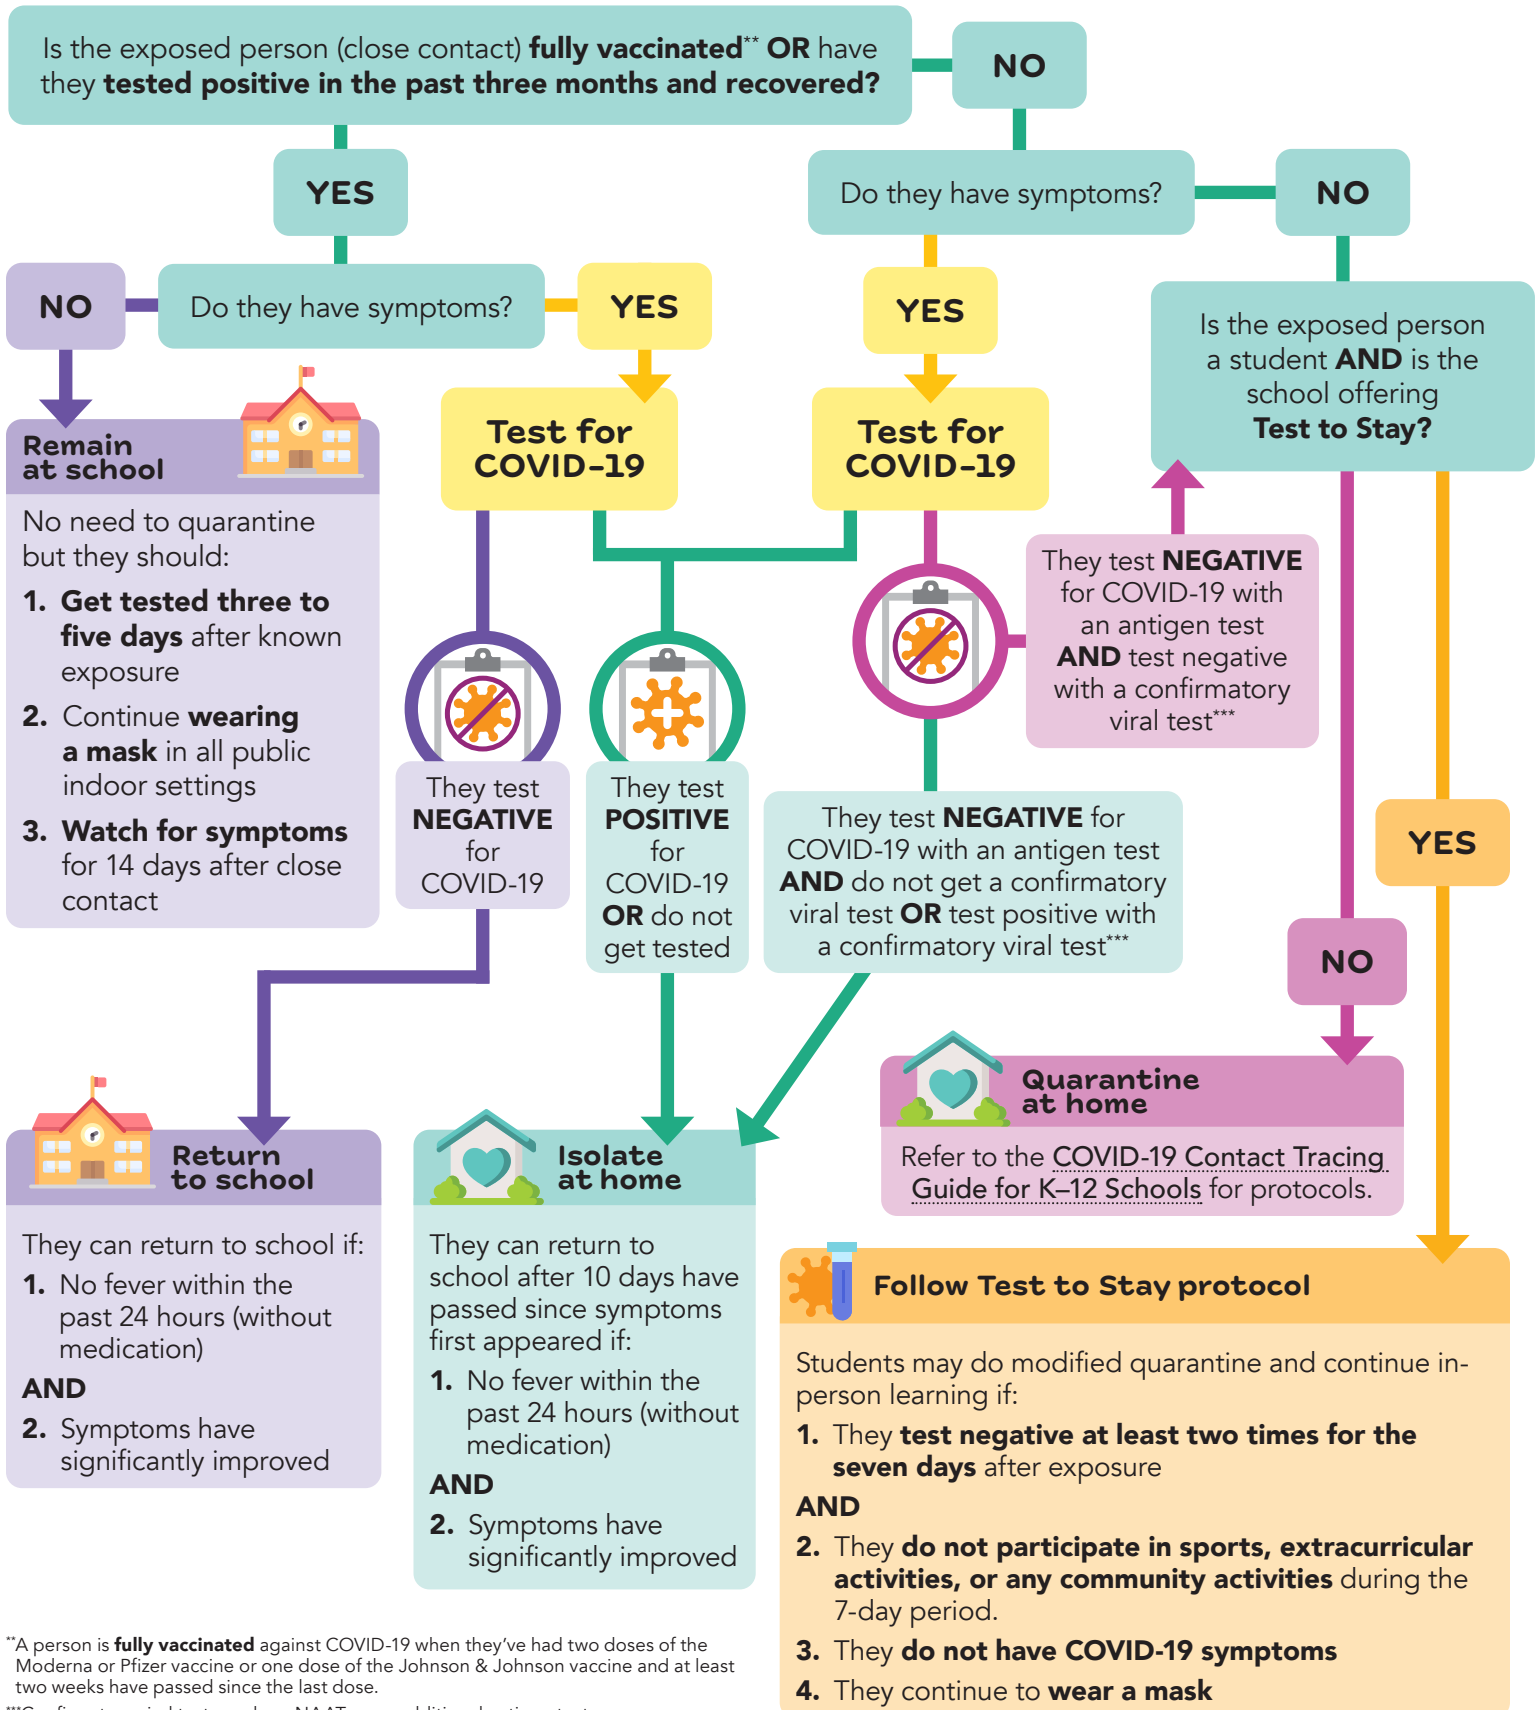 Is the exposed person (close contact) fully vaccinated** OR have
they tested positive in the past three months and recovered?
NO
YES
Do they have symptoms?
NO
NO
Do they have symptoms?
YES
YES
Is the exposed person
a student AND is the
school offering
Test to Stay?
Test for
COVID-19
Test for
COVID-19
Remain
at school
No need to quarantine
but they should:
1. Get tested three to
five days after known
exposure
2. Continue wearing
a mask in all public
indoor settings
3. Watch for symptoms
for 14 days after close
contact
They test NEGATIVE
for COVID-19 with
an antigen test
AND test negative
with a confirmatory
viral test***
They test
NEGATIVE
for
COVID-19
They test
POSITIVE
for
COVID-19
OR do not
get tested
They test NEGATIVE for
COVID-19 with an antigen test
AND do not get a confirmatory
viral test OR test positive with
a confirmatory viral test***
YES
NO
Quarantine
at home
Refer to the COVID-19 Contact Tracing
Guide for K–12 Schools for protocols.
Return
to school
They can return to school if:
1. No fever within the
past 24 hours (without
medication)
AND
2. Symptoms have
significantly improved
Isolate
at home
They can return to
school after 10 days have
passed since symptoms
first appeared if:
1. No fever within the
past 24 hours (without
medication)
AND
2. Symptoms have
significantly improved
Follow Test to Stay protocol
Students may do modified quarantine and continue in-
person learning if:
1. They test negative at least two times for the
seven days after exposure
AND
2. They do not participate in sports, extracurricular
activities, or any community activities during the
7-day period.
3. They do not have COVID-19 symptoms
4. They continue to wear a mask
**A person is fully vaccinated against COVID-19 when they've had two doses of the
Moderna or Pfizer vaccine or one dose of the Johnson & Johnson vaccine and at least
two weeks have passed since the last dose.